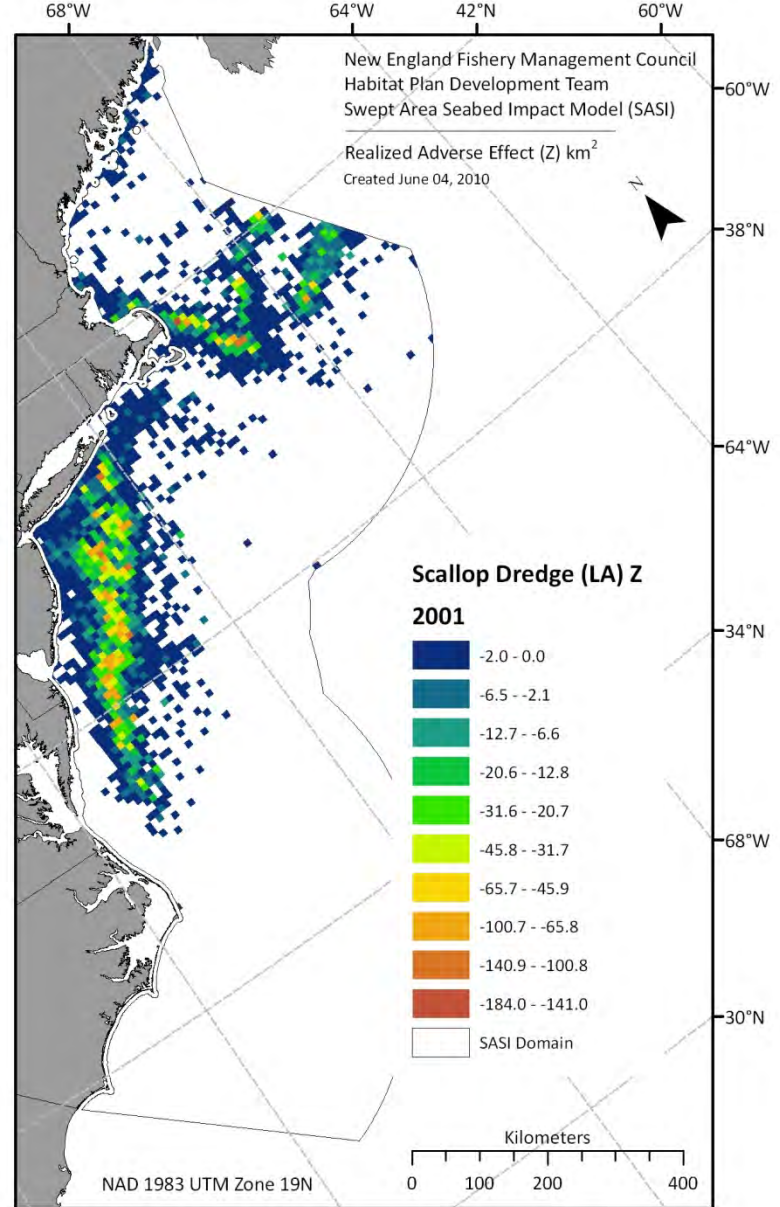 68°W 64°W 42°N 60°W
New England Fishery Management Council
Habitat Plan Development Team
Swept Area Seabed Impact Model (SASI)
Realized Adverse Effect (Z) km²
Created June 04, 2010
N
60°W
38°N
64°W
34°N
68°W
30°N
Scallop Dredge (LA) Z
2001
-2.0 - 0.0
-6.5 - -2.1
-12.7 - -6.6
-20.6 - -12.8
-31.6 - -20.7
-45.8 - -31.7
-65.7 - -45.9
-100.7 - -65.8
-140.9 - -100.8
-184.0 - -141.0
SASI Domain
Kilometers
0 100 200 400
NAD 1983 UTM Zone 19N